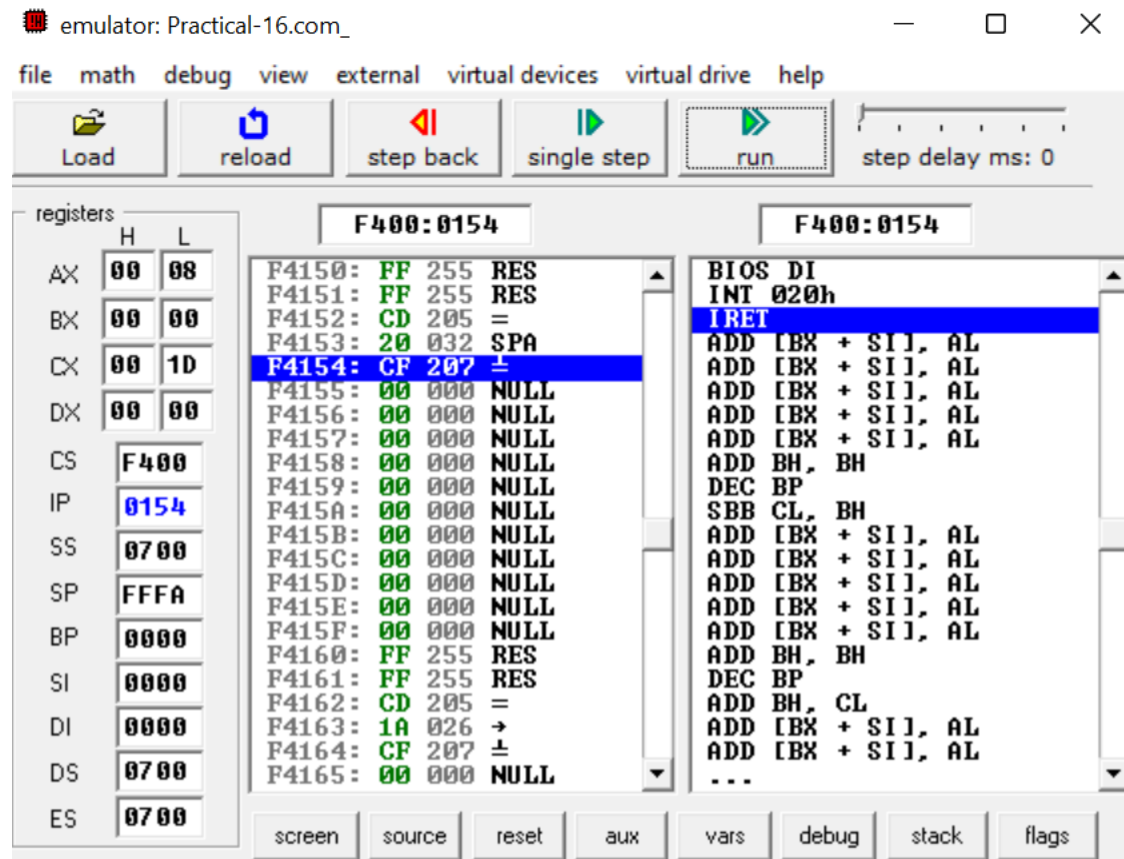 emulator: Practical-16.com_
file math debug view external virtual devices virtual drive help
Load reload step back single step run step delay ms: 0
registers
H L
AX 00 08
BX 00 00
CX 00 1D
DX 00 00
CS F400
IP 0154
SS 0700
SP FFFA
BP 0000
SI 0000
DI 0000
DS 0700
ES 0700
F400:0154
F4150: FF 255 RES
F4151: FF 255 RES
F4152: CD 205 =
F4153: 20 032 SPA
F4154: CF 207 ╧
F4155: 00 000 NULL
F4156: 00 000 NULL
F4157: 00 000 NULL
F4158: 00 000 NULL
F4159: 00 000 NULL
F415A: 00 000 NULL
F415B: 00 000 NULL
F415C: 00 000 NULL
F415D: 00 000 NULL
F415E: 00 000 NULL
F415F: 00 000 NULL
F4160: FF 255 RES
F4161: FF 255 RES
F4162: CD 205 =
F4163: 1A 026 →
F4164: CF 207 ╧
F4165: 00 000 NULL
F400:0154
BIOS DI
INT 020h
IRET
ADD [BX + SI], AL
ADD [BX + SI], AL
ADD [BX + SI], AL
ADD [BX + SI], AL
ADD [BX + SI], AL
ADD BH, BH
DEC BP
SBB CL, BH
ADD [BX + SI], AL
ADD [BX + SI], AL
ADD [BX + SI], AL
ADD [BX + SI], AL
ADD [BX + SI], AL
ADD BH, BH
DEC BP
ADD BH, CL
ADD [BX + SI], AL
ADD [BX + SI], AL
...
screen source reset aux vars debug stack flags